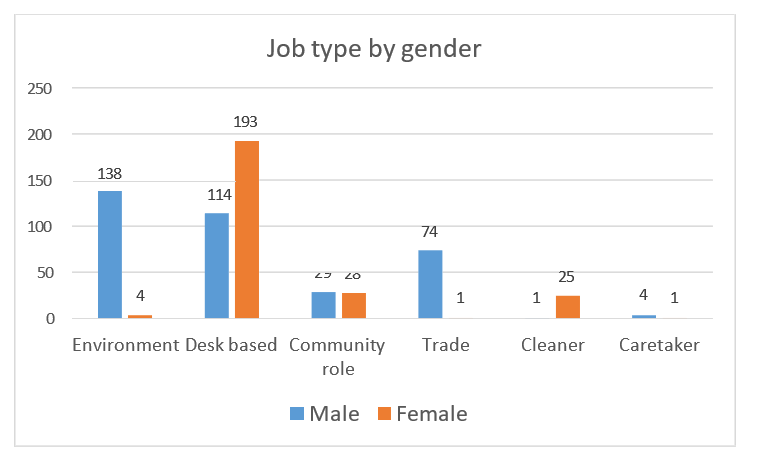 Job type by gender
250
200
150
100
50
0
138
4
114
193
29
28
74
1
1
25
4
1
Environment
Desk based
Community
role
Trade
Cleaner
Caretaker
Male
Female